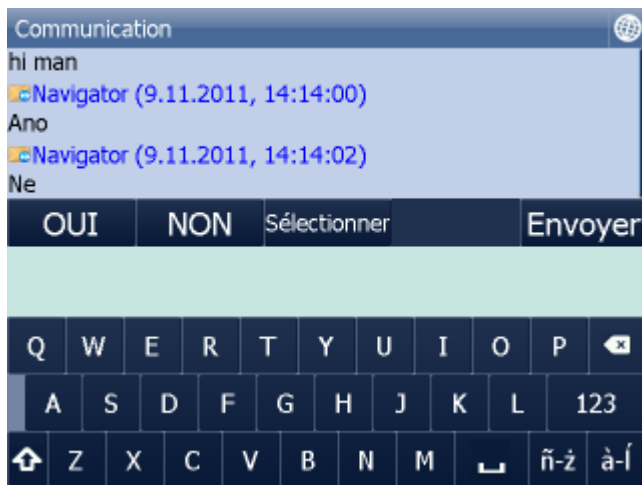 Communication
hi man
Navigator (9.11.2011, 14:14:00)
Ano
Navigator (9.11.2011, 14:14:02)
Ne
OUI NON Sélectionner Envoyer
Q W E R T Y U I O P
A S D F G H J K L 123
Z X C V B N M ñ-ż à-Í